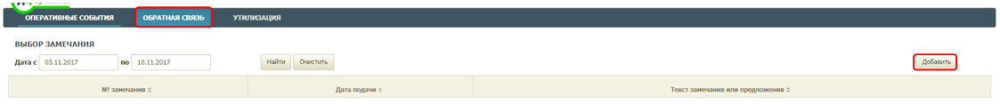 ОПЕРАТИВНЫЕ СОБЫТИЯ ОБРАТНАЯ СВЯЗЬ УТИЛИЗАЦИЯ
ВЫБОР ЗАМЕЧАНИЯ
Дата с 03.11.2017 по 10.11.2017 Найти Очистить Добавить
№ замечания Дата подачи Текст замечания или предложения